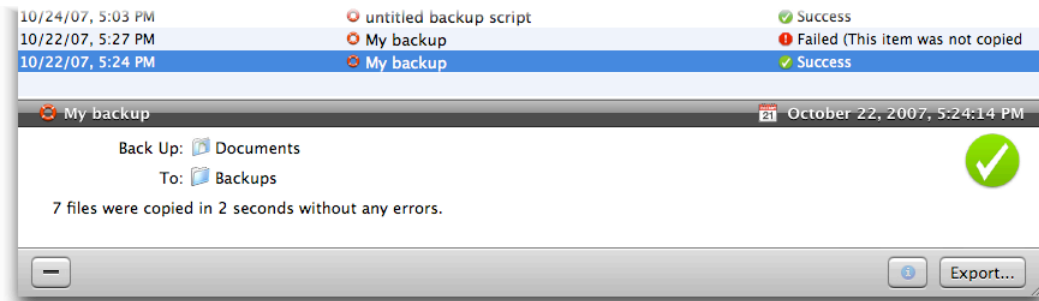 10/24/07, 5:03 PM untitled backup script Success
10/22/07, 5:27 PM My backup Failed (This item was not copied
10/22/07, 5:24 PM My backup Success
My backup 21 October 22, 2007, 5:24:14 PM
Back Up: Documents
To: Backups
7 files were copied in 2 seconds without any errors.
Export...